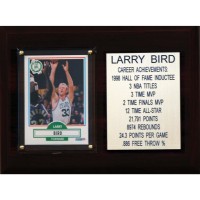 LARRY BIRD
CAREER ACHIEVEMENTS:
1998 HALL OF FAME INDUCTEE
3 NBA TITLES
3 TIME MVP
2 TIME FINALS MVP
12 TIME ALL-STAR
21,791 POINTS
8974 REBOUNDS
24.3 POINTS PER GAME
.886 FREE THROW %
LARRY
BIRD